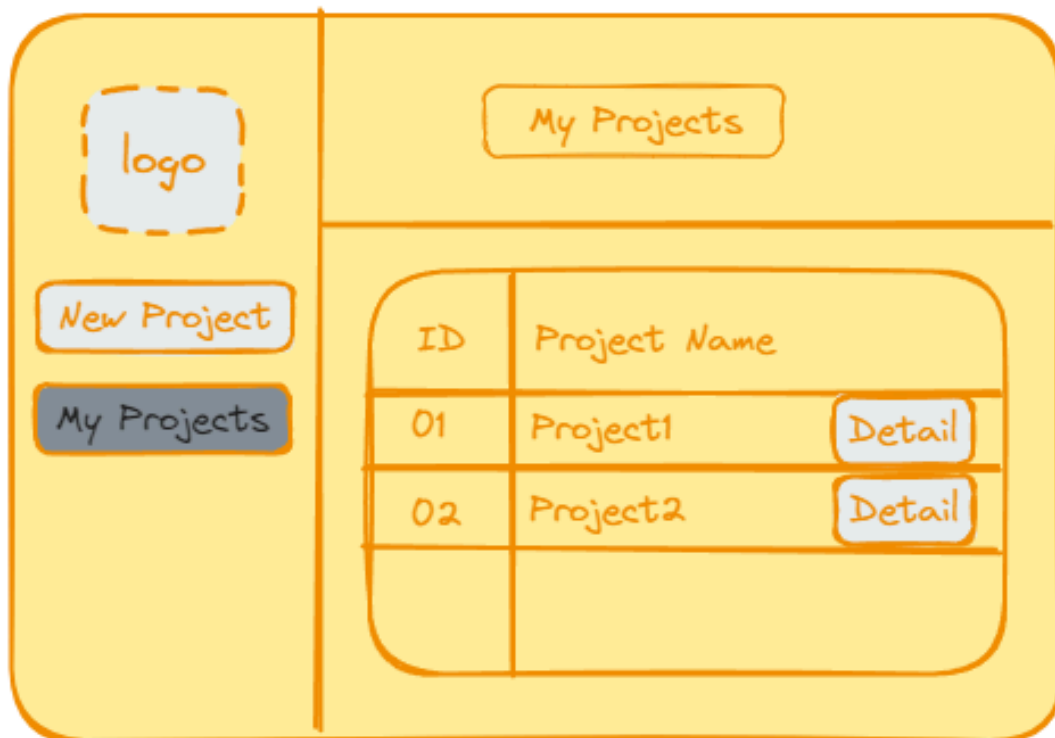 logo
New Project
My Projects
My Projects
ID Project Name
01 Project1 Detail
02 Project2 Detail